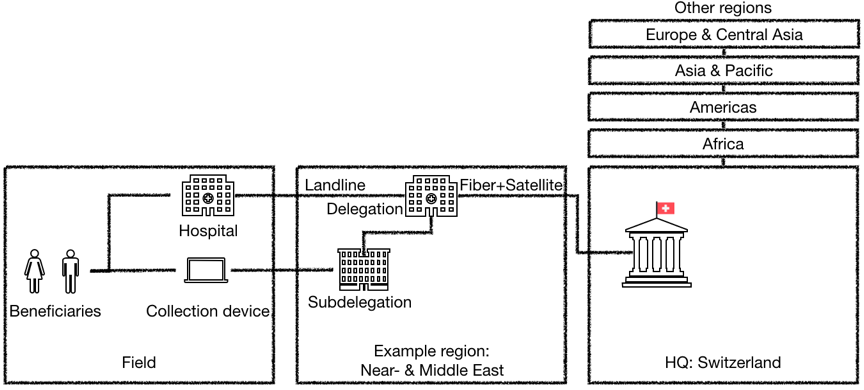 Other regions
Europe & Central Asia
Asia & Pacific
Americas
Africa
Landline
Fiber+Satellite
Delegation
Hospital
Subdelegation
Beneficiaries
Collection device
Field
Example region:
Near- & Middle East
HQ: Switzerland